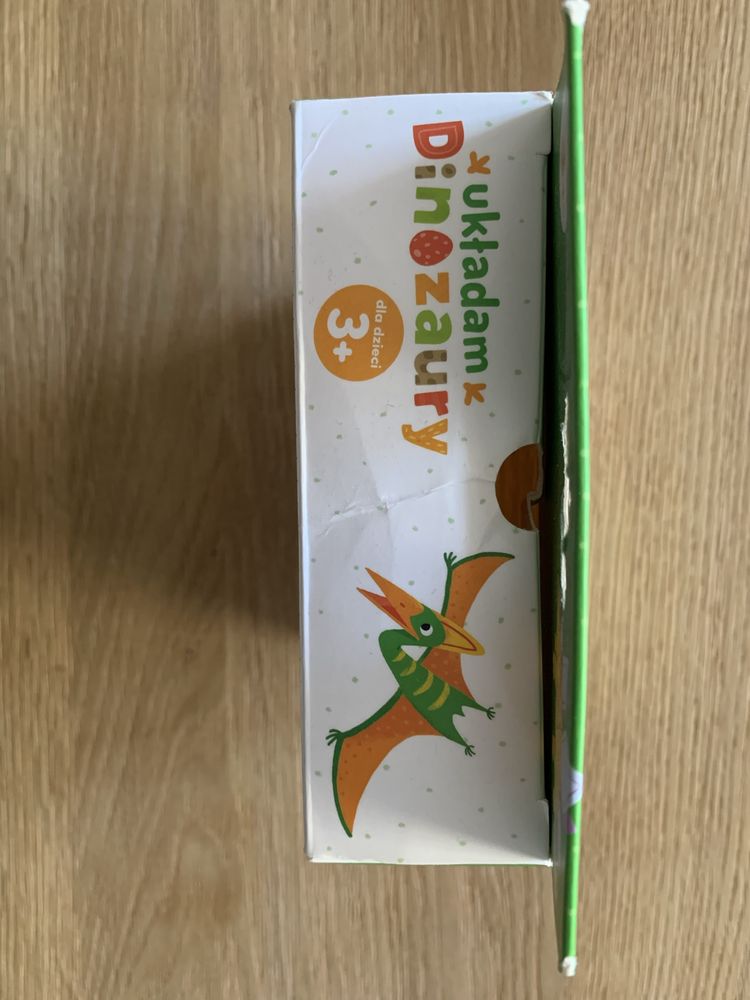 układam
Dinozaury
dla dzieci
3+